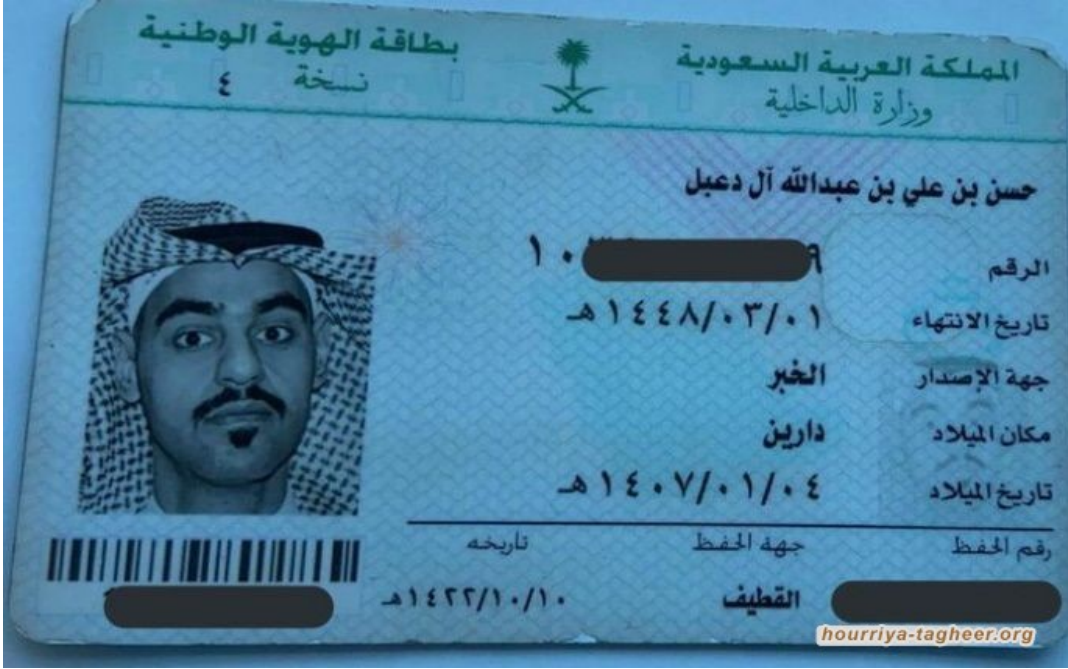 المملكة العربية السعودية
وزارة الداخلية
بطاقة الهوية الوطنية
نسخة ٤
حسن بن علي بن عبدالله آل دعبل
الرقم ١٠ ٩
تاريخ الانتهاء ١٤٤٨/٠٣/٠١هـ
جهة الإصدار الخبر
مكان الميلاد دارين
تاريخ الميلاد ١٤٠٧/٠١/٠٤هـ
رقم الحفظ جهة الحفظ تاريخه
القطيف ١٤٢٢/١٠/١٠هـ
hourriya-tagheer.org